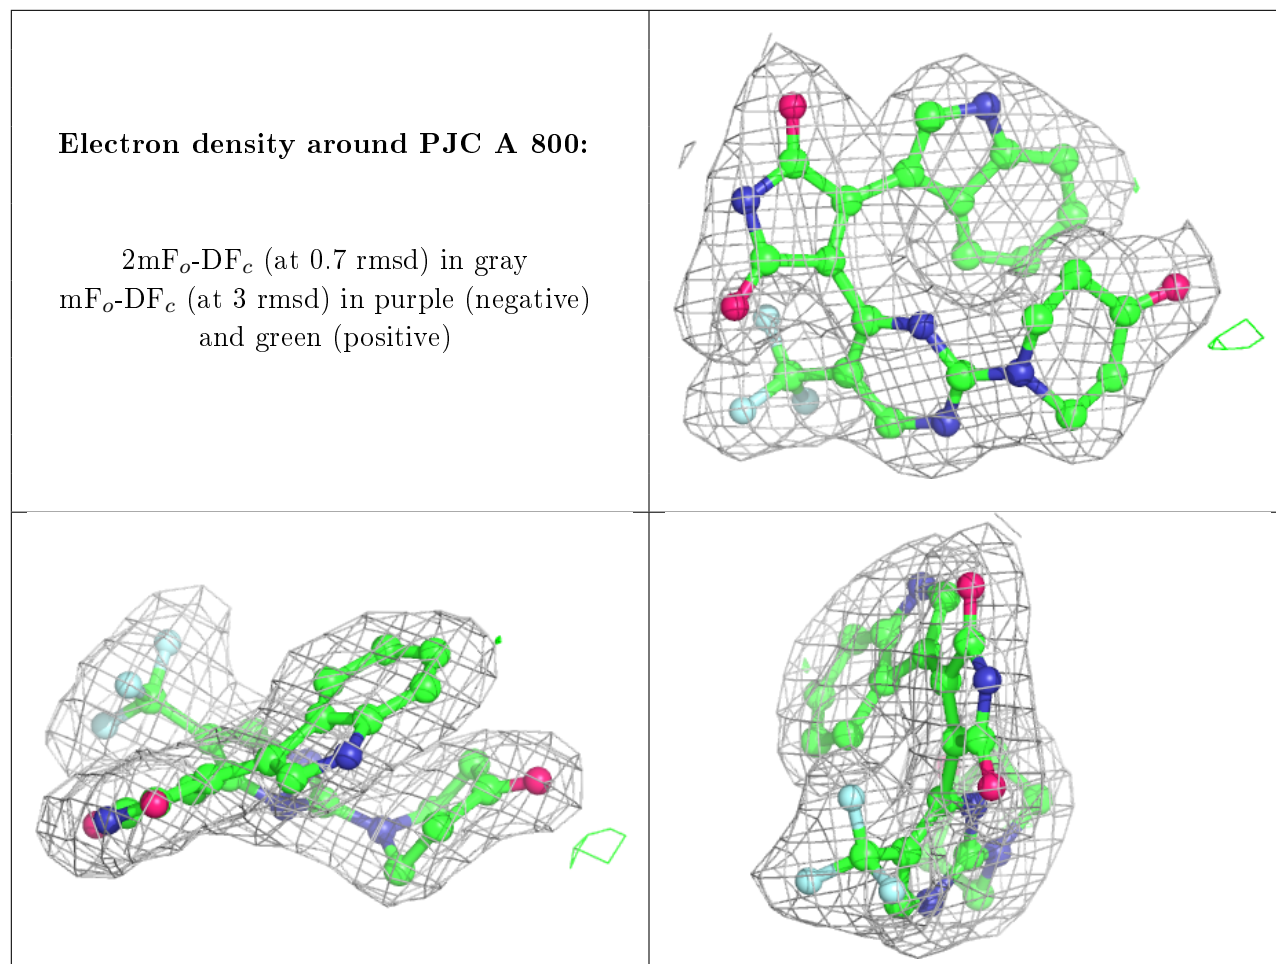 Electron density around PJC A 800:
2mFo-DFc (at 0.7 rmsd) in gray
mFo-DFc (at 3 rmsd) in purple (negative)
and green (positive)